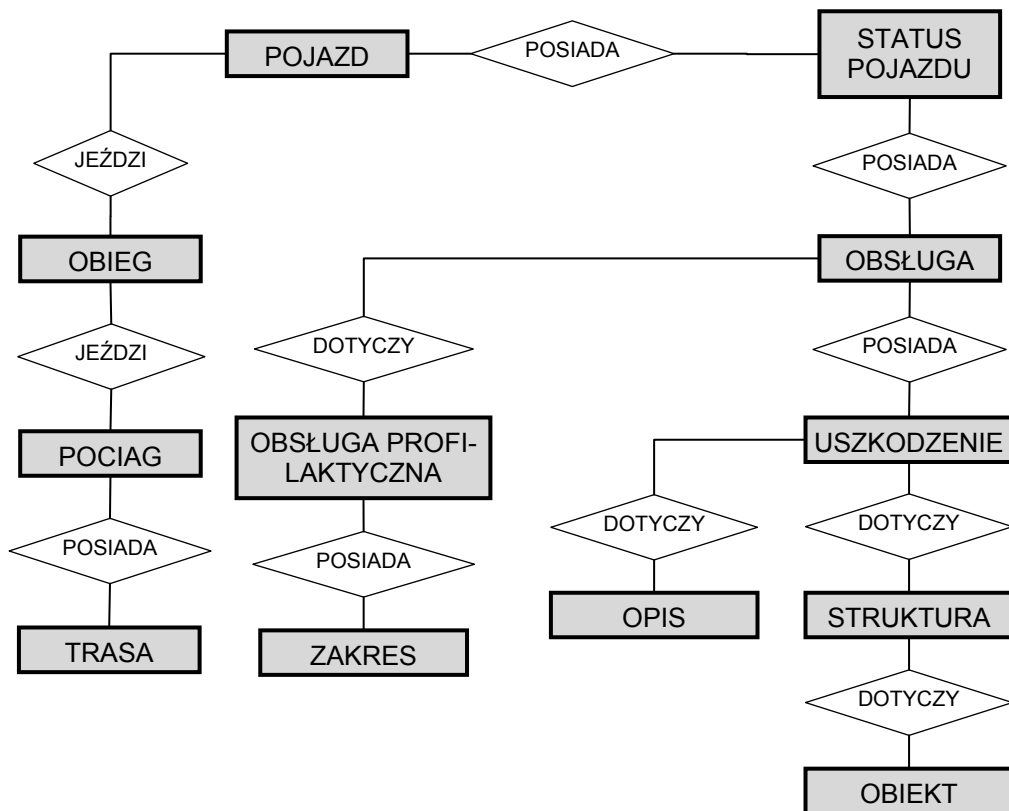 POJAZD
POSIADA
STATUS
POJAZDU
JEŹDZI
POSIADA
OBIEG
OBSŁUGA
JEŹDZI
DOTYCZY
POSIADA
POCIAG
OBSŁUGA PROFI-
LAKTYCZNA
USZKODZENIE
POSIADA
POSIADA
DOTYCZY
DOTYCZY
TRASA
ZAKRES
OPIS
STRUKTURA
DOTYCZY
OBIEKT